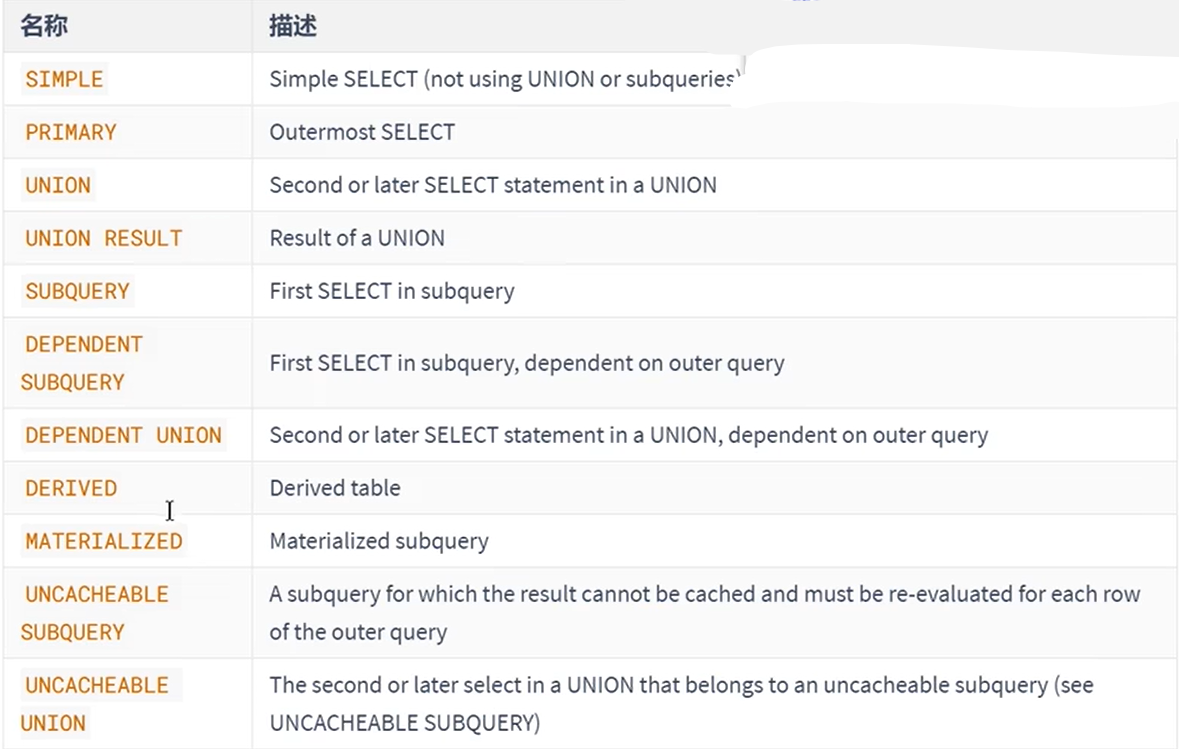 名称 描述
SIMPLE Simple SELECT (not using UNION or subqueries)
PRIMARY Outermost SELECT
UNION Second or later SELECT statement in a UNION
UNION RESULT Result of a UNION
SUBQUERY First SELECT in subquery
DEPENDENT
SUBQUERY
First SELECT in subquery, dependent on outer query
DEPENDENT UNION Second or later SELECT statement in a UNION, dependent on outer query
DERIVED Derived table
MATERIALIZED Materialized subquery
UNCACHEABLE
SUBQUERY
A subquery for which the result cannot be cached and must be re-evaluated for each row
of the outer query
UNCACHEABLE
UNION
The second or later select in a UNION that belongs to an uncacheable subquery (see
UNCACHEABLE SUBQUERY)